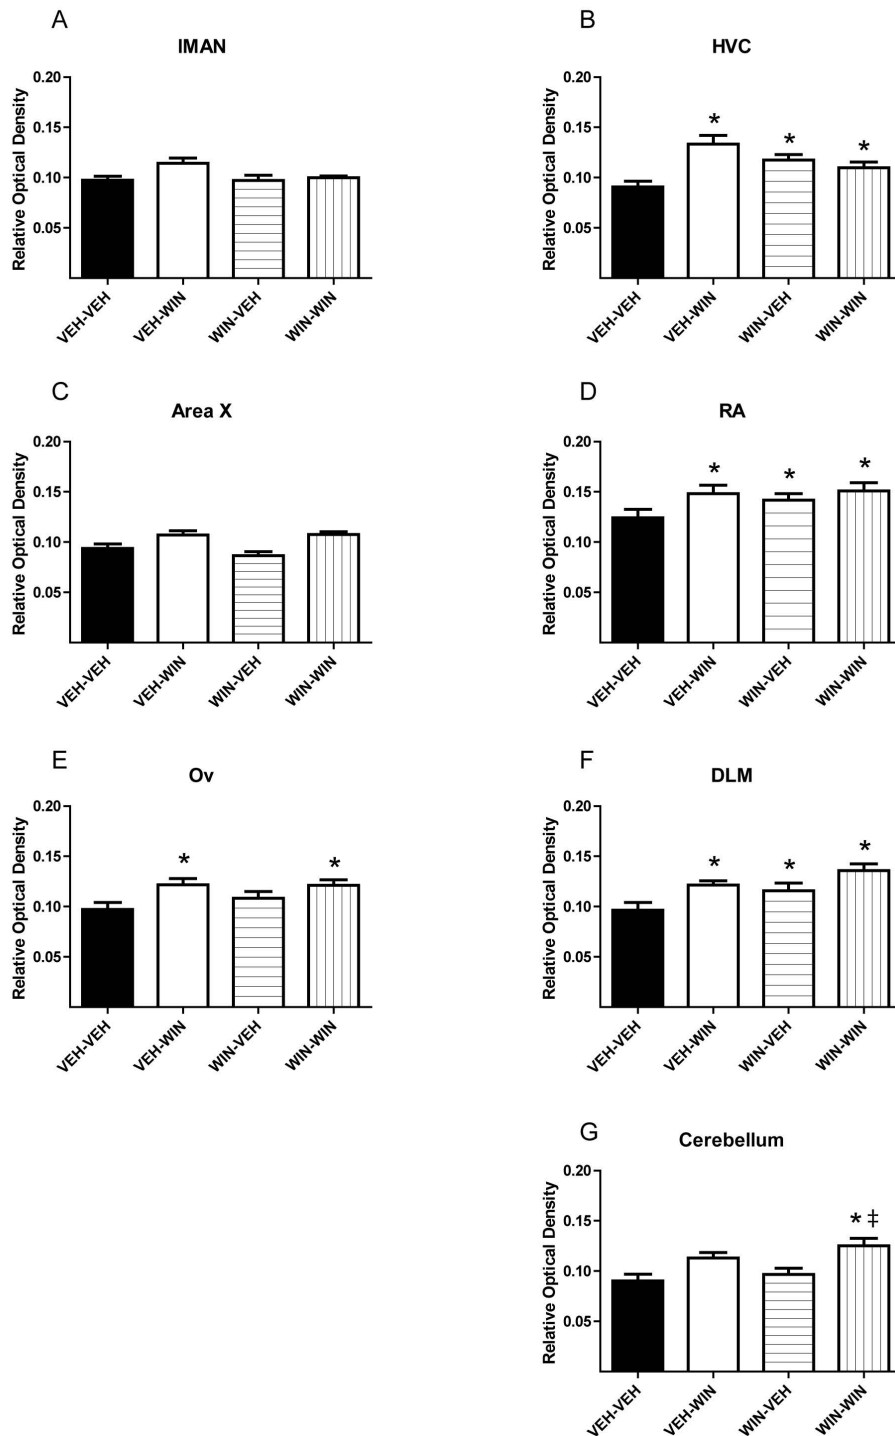 A
IMAN
Relative Optical Density
0.20
0.15
0.10
0.05
VEH-VEH
VEH-WIN
WIN-VEH
WIN-WIN
B
HVC
Relative Optical Density
0.20
0.15
0.10
0.05
*
*
*
VEH-VEH
VEH-WIN
WIN-VEH
WIN-WIN
C
Area X
Relative Optical Density
0.20
0.15
0.10
0.05
VEH-VEH
VEH-WIN
WIN-VEH
WIN-WIN
D
RA
Relative Optical Density
0.20
0.15
0.10
0.05
*
*
*
VEH-VEH
VEH-WIN
WIN-VEH
WIN-WIN
E
Ov
Relative Optical Density
0.20
0.15
0.10
0.05
*
*
VEH-VEH
VEH-WIN
WIN-VEH
WIN-WIN
F
DLM
Relative Optical Density
0.20
0.15
0.10
0.05
*
*
*
VEH-VEH
VEH-WIN
WIN-VEH
WIN-WIN
G
Cerebellum
Relative Optical Density
0.20
0.15
0.10
0.05
* ‡
VEH-VEH
VEH-WIN
WIN-VEH
WIN-WIN